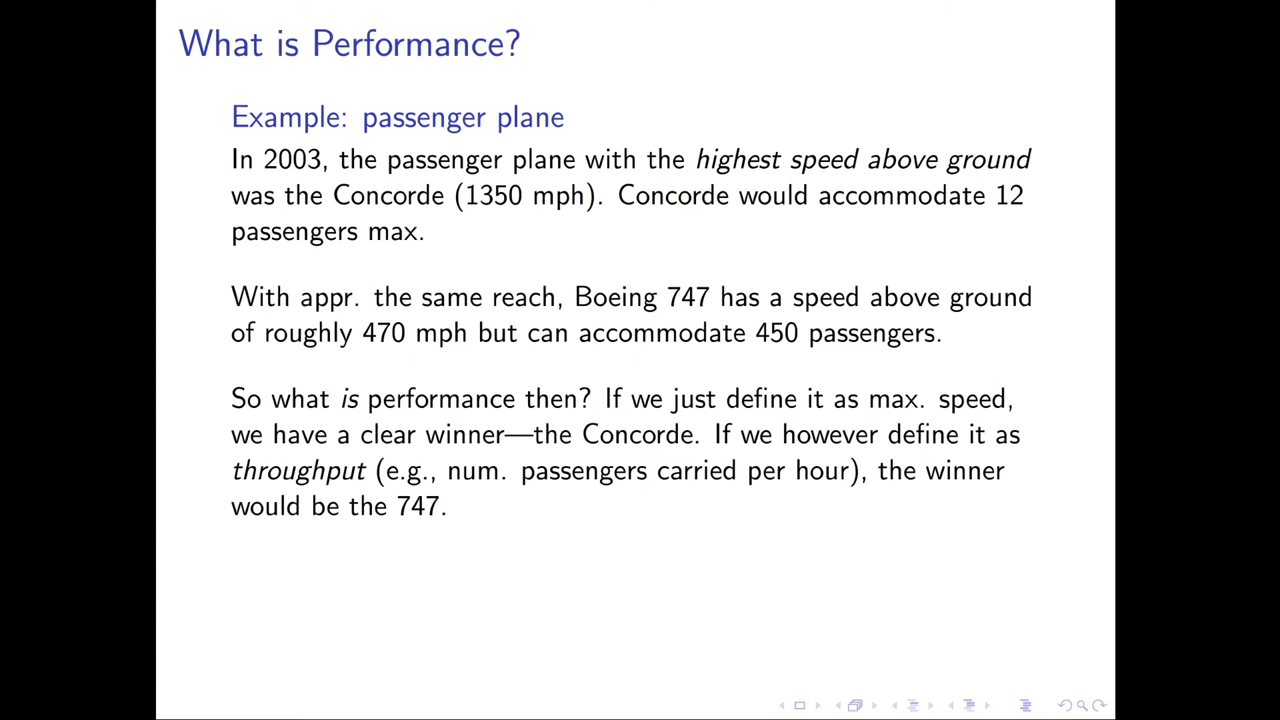 What is Performance?
Example: passenger plane
In 2003, the passenger plane with the highest speed above ground
was the Concorde (1350 mph). Concorde would accommodate 12
passengers max.
With appr. the same reach, Boeing 747 has a speed above ground
of roughly 470 mph but can accommodate 450 passengers.
So what is performance then? If we just define it as max. speed,
we have a clear winner—the Concorde. If we however define it as
throughput (e.g., num. passengers carried per hour), the winner
would be the 747.